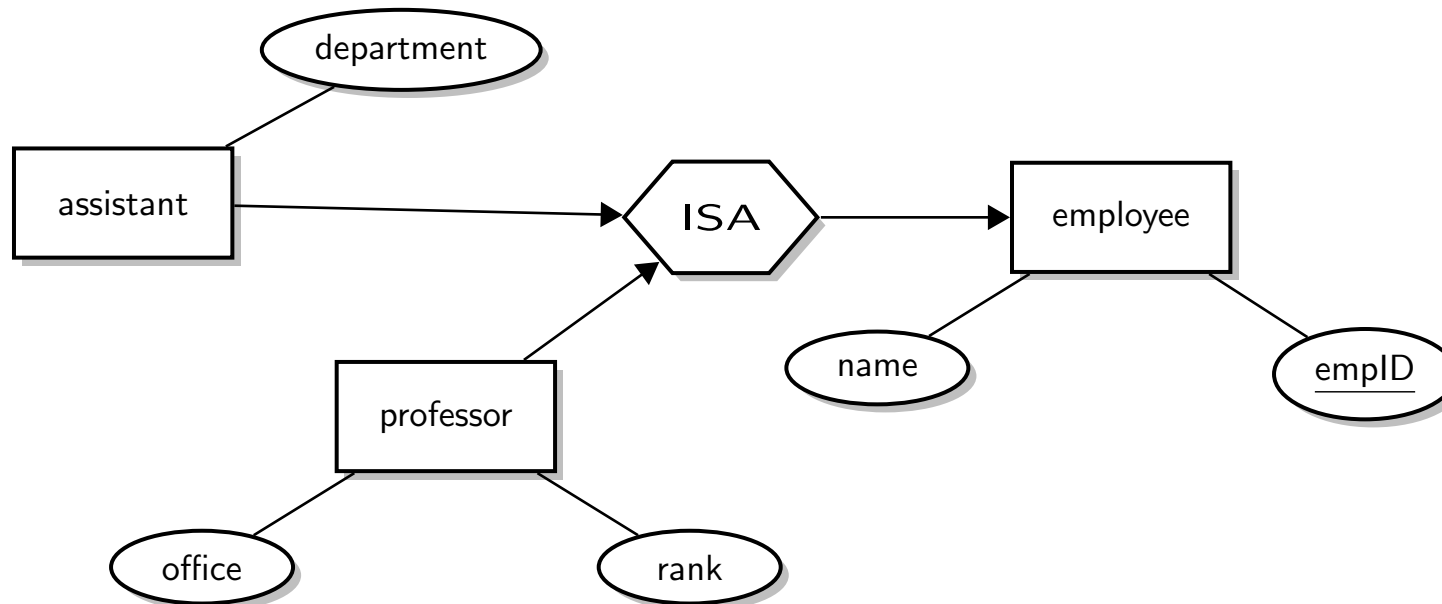 department
assistant
ISA
employee
name
empID
professor
office
rank